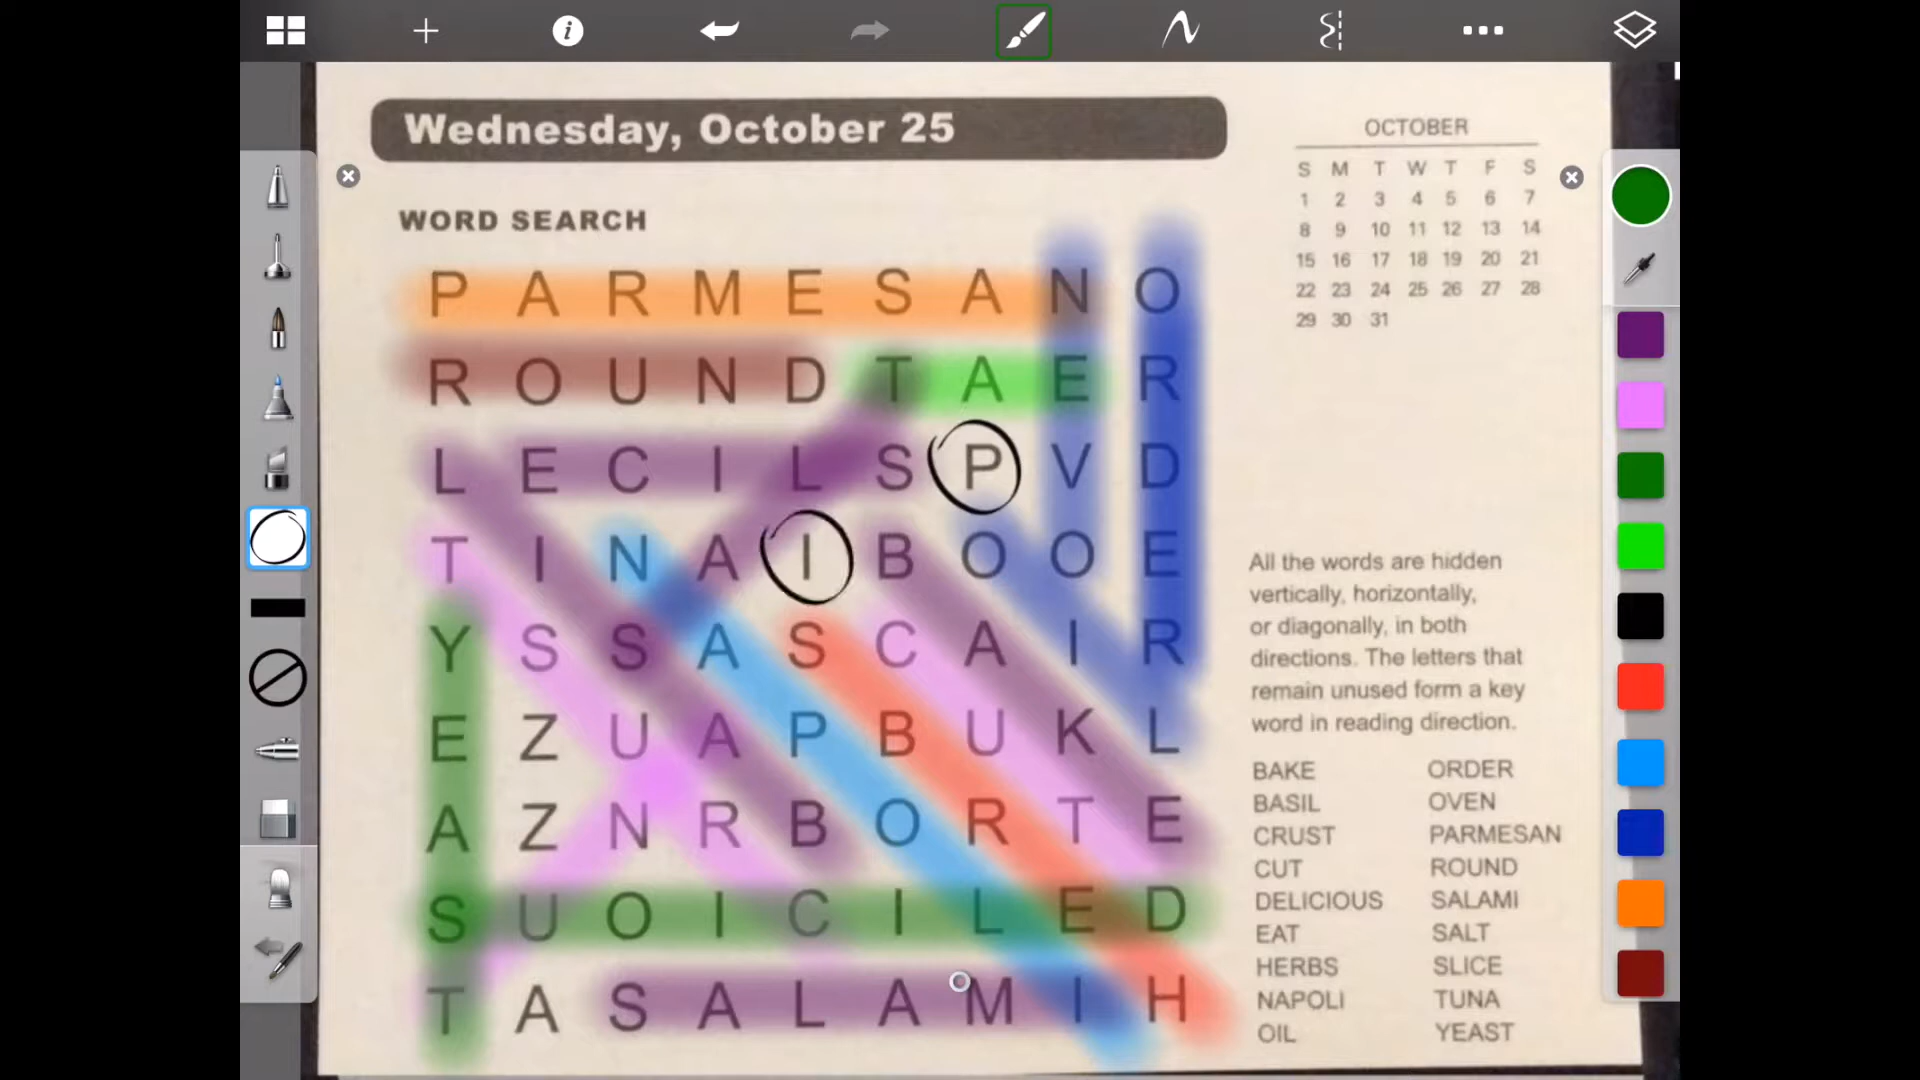 Wednesday, October 25
OCTOBER
S M T W T F S
1 2 3 4 5 6 7
8 9 10 11 12 13 14
15 16 17 18 19 20 21
22 23 24 25 26 27 28
29 30 31
WORD SEARCH
P A R M E S A N O
R O U N D T A E R
L E C I L S P V D
T I N A I B O O E
Y S S A S C A I R
E Z U A P B U K L
A Z N R B O R T E
S U O I C I L E D
T A S A L A M I H
All the words are hidden
vertically, horizontally,
or diagonally, in both
directions. The letters that
remain unused form a key
word in reading direction.
BAKE
BASIL
CRUST
CUT
DELICIOUS
EAT
HERBS
NAPOLI
OIL
ORDER
OVEN
PARMESAN
ROUND
SALAMI
SALT
SLICE
TUNA
YEAST